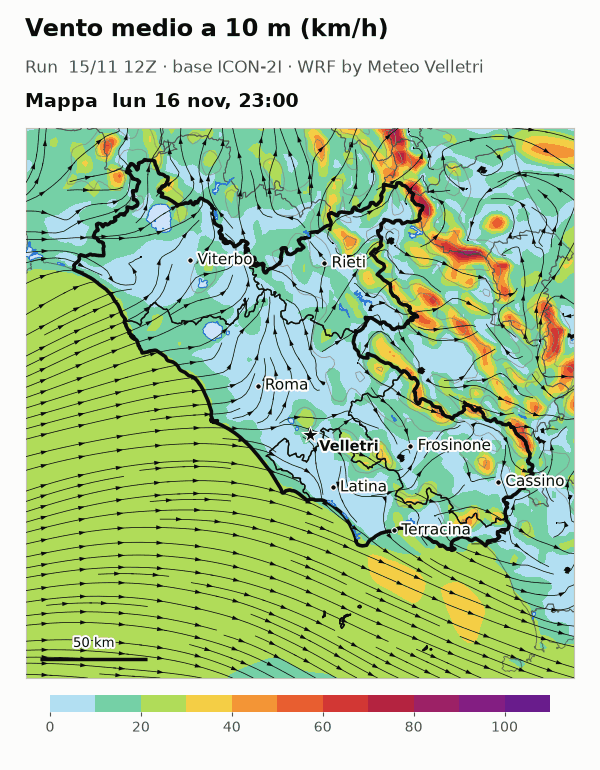 Vento medio a 10 m (km/h)
Run 15/11 12Z · base ICON-2I · WRF by Meteo Velletri
Mappa lun 16 nov, 23:00
Viterbo
Rieti
Roma
Velletri
Frosinone
Latina
Cassino
Terracina
50 km
0 20 40 60 80 100